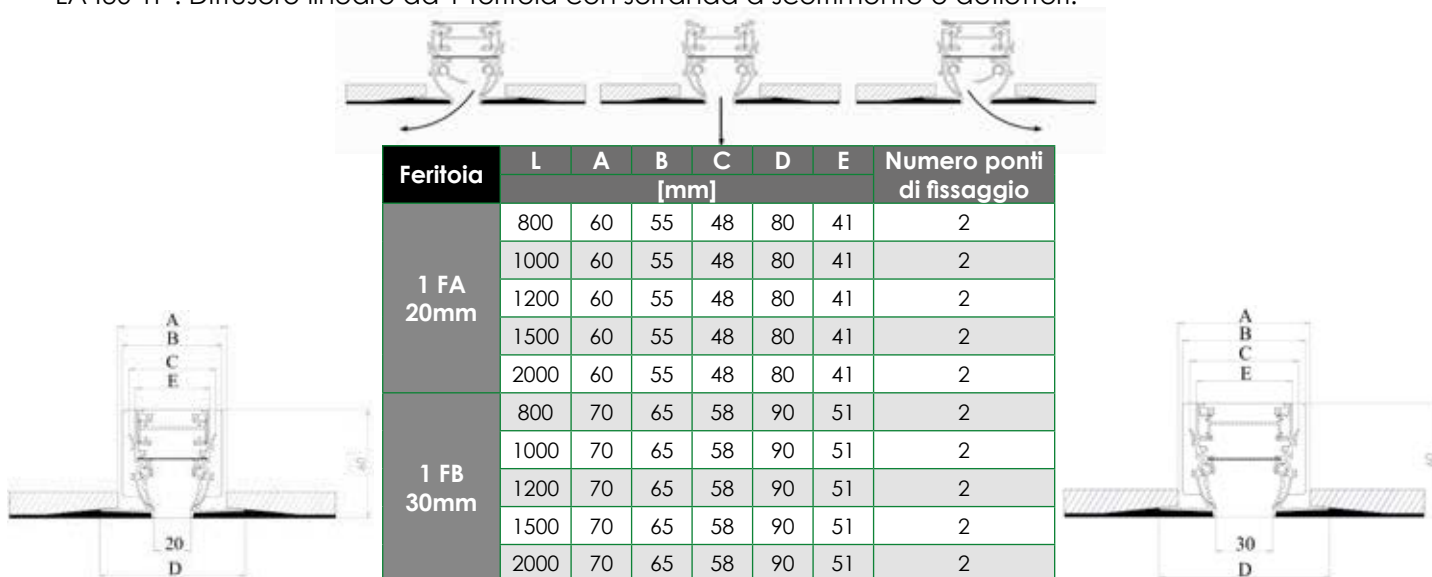 : Diffusore lineare da 1 feritoia con serranda a scorrimento e deflettori.
Feritoia L A B C D E Numero ponti di fissaggio
[mm]
1 FA 20mm
800 60 55 48 80 41 2
1000 60 55 48 80 41 2
1200 60 55 48 80 41 2
1500 60 55 48 80 41 2
2000 60 55 48 80 41 2
1 FB 30mm
800 70 65 58 90 51 2
1000 70 65 58 90 51 2
1200 70 65 58 90 51 2
1500 70 65 58 90 51 2
2000 70 65 58 90 51 2
A
B
C
E
20
D
A
B
C
E
30
D